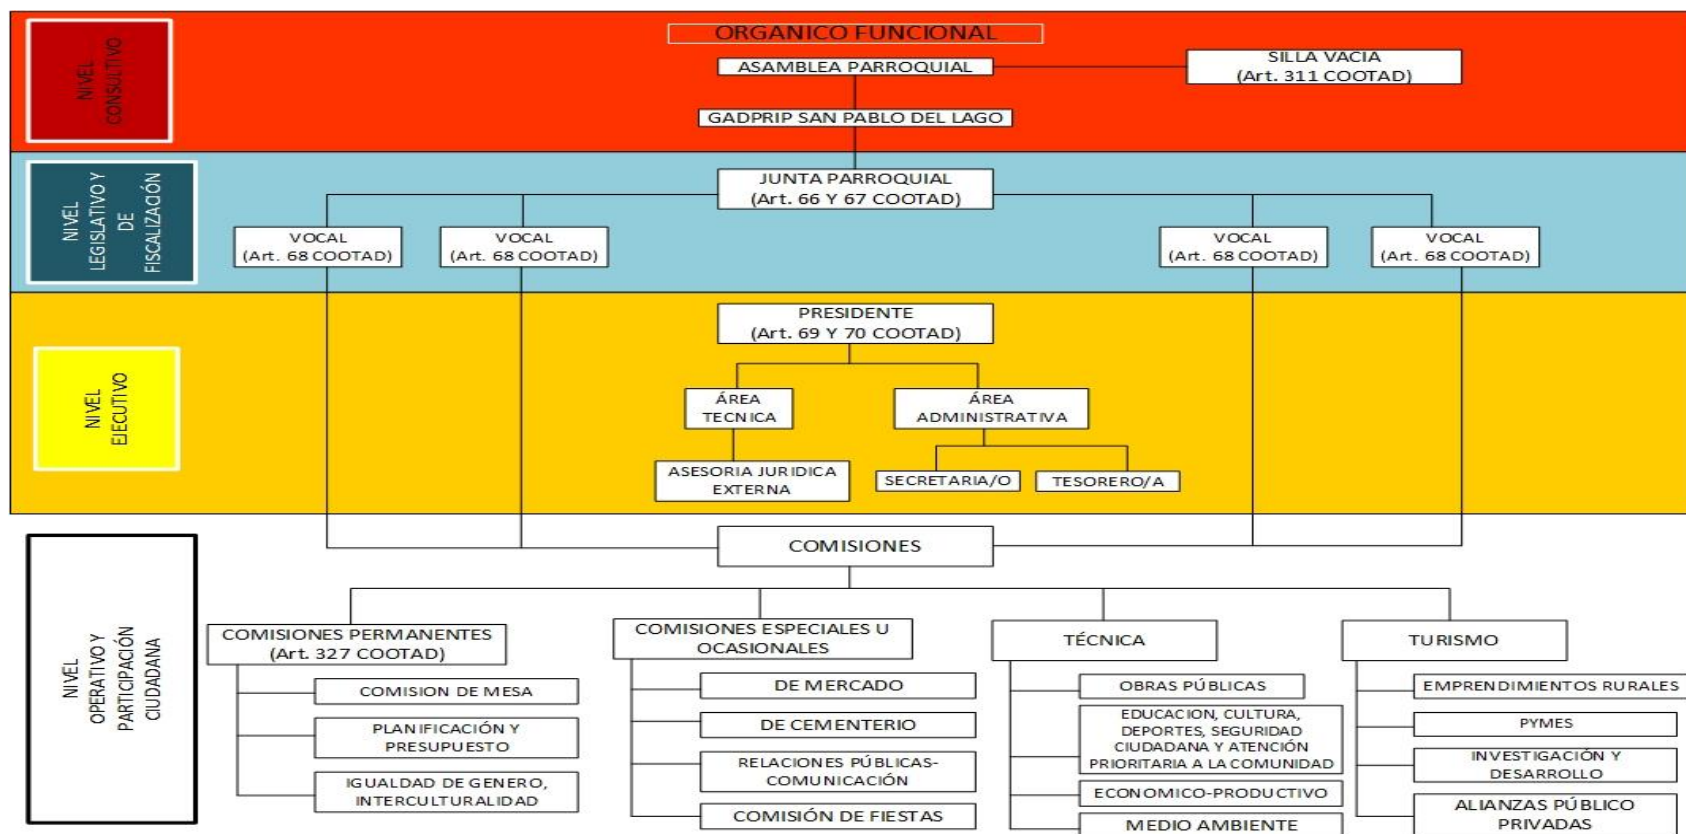 ORGANICO FUNCIONAL
NIVEL
CONSULTIVO
ASAMBLEA PARROQUIAL
SILLA VACIA
(Art. 311 COOTAD)
GADPRIP SAN PABLO DEL LAGO
NIVEL
LEGISLATIVO Y
DE
FISCALIZACIÓN
JUNTA PARROQUIAL
(Art. 66 Y 67 COOTAD)
VOCAL
(Art. 68 COOTAD)
VOCAL
(Art. 68 COOTAD)
VOCAL
(Art. 68 COOTAD)
VOCAL
(Art. 68 COOTAD)
NIVEL
EJECUTIVO
PRESIDENTE
(Art. 69 Y 70 COOTAD)
ÁREA
TECNICA
ÁREA
ADMINISTRATIVA
ASESORIA JURIDICA
EXTERNA
SECRETARIA/O
TESORERO/A
NIVEL
OPERATIVO Y
PARTICIPACIÓN
CIUDADANA
COMISIONES
COMISIONES PERMANENTES
(Art. 327 COOTAD)
COMISION DE MESA
PLANIFICACIÓN Y
PRESUPUESTO
IGUALDAD DE GENERO,
INTERCULTURALIDAD
COMISIONES ESPECIALES U
OCASIONALES
DE MERCADO
DE CEMENTERIO
RELACIONES PÚBLICAS-
COMUNICACIÓN
COMISIÓN DE FIESTAS
TÉCNICA
OBRAS PÚBLICAS
EDUCACION, CULTURA,
DEPORTES, SEGURIDAD
CIUDADANA Y ATENCIÓN
PRIORITARIA A LA COMUNIDAD
ECONOMICO-PRODUCTIVO
MEDIO AMBIENTE
TURISMO
EMPRENDIMIENTOS RURALES
PYMES
INVESTIGACIÓN Y
DESARROLLO
ALIANZAS PÚBLICO
PRIVADAS